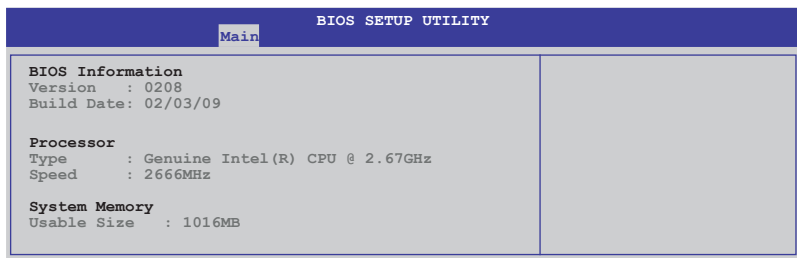 BIOS SETUP UTILITY
Main
BIOS Information
Version : 0208
Build Date: 02/03/09
Processor
Type : Genuine Intel(R) CPU @ 2.67GHz
Speed : 2666MHz
System Memory
Usable Size : 1016MB